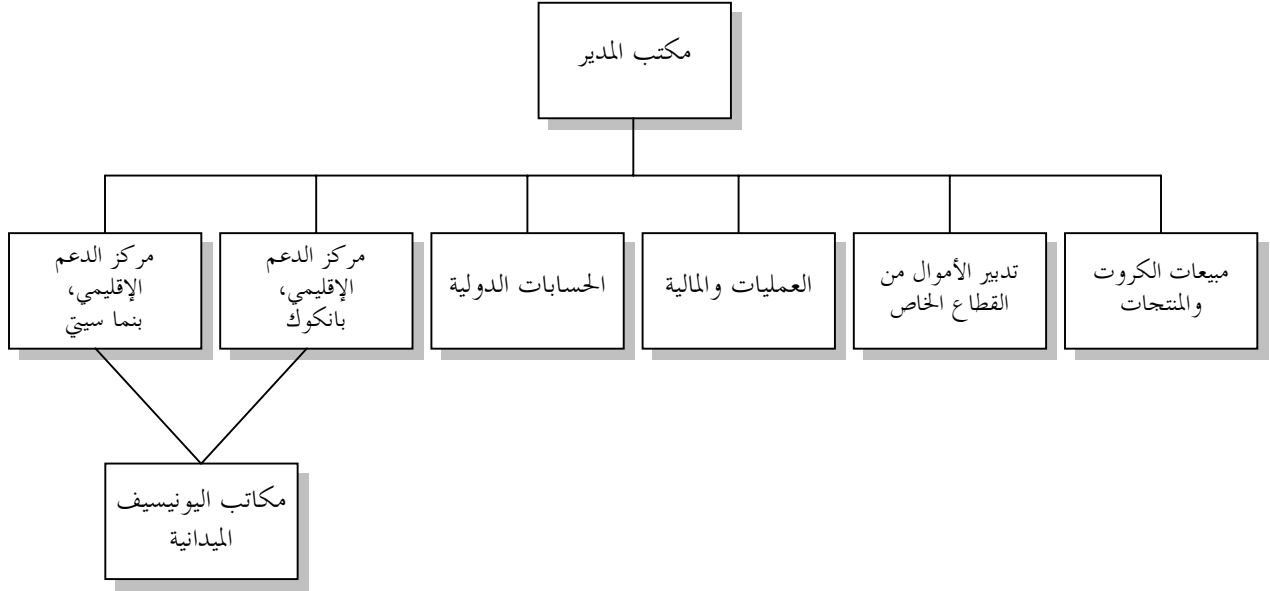 مكتب المدير
مبيعات الكروت
والمنتجات
تدبير الأموال من
القطاع الخاص
العمليات والمالية
الحسابات الدولية
مركز الدعم
الإقليمي،
بانكوك
مركز الدعم
الإقليمي،
بنما سيتي
مكاتب اليونيسيف
الميدانية